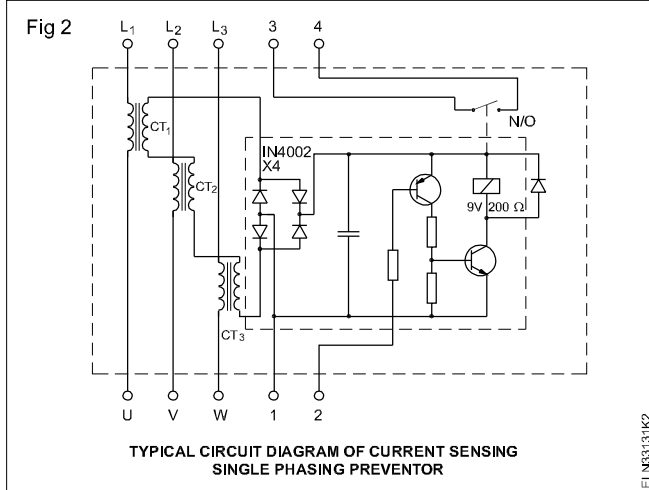 Fig 2
L1 L2 L3 3 4
N/O
CT1
IN4002
X4
CT2
9V 200 Ω
CT3
U V W 1 2
TYPICAL CIRCUIT DIAGRAM OF CURRENT SENSING
SINGLE PHASING PREVENTOR
ELN33131K2